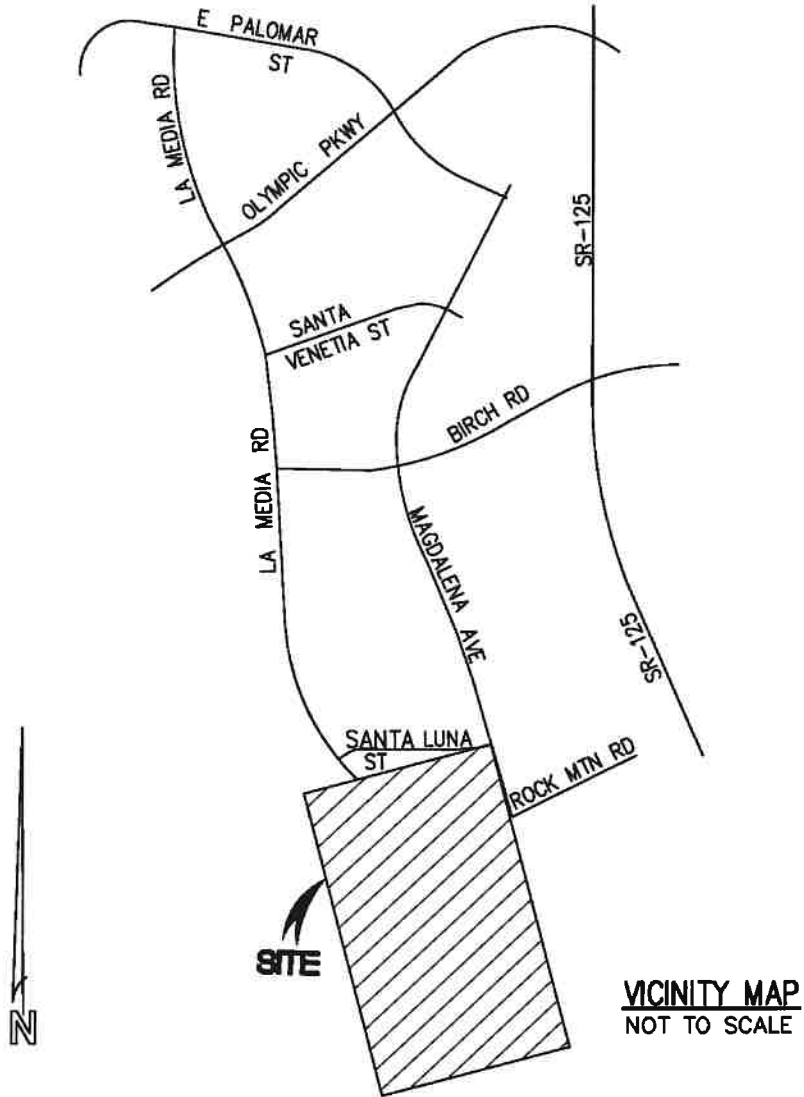 E PALOMAR
ST
LA MEDIA RD
OLYMPIC PKWY
SR-125
SANTA
VENETIA ST
BIRCH RD
LA MEDIA RD
MAGDALENA AVE
SR-125
SANTA LUNA
ST
ROCK MTN RD
SITE
N
VICINITY MAP
NOT TO SCALE